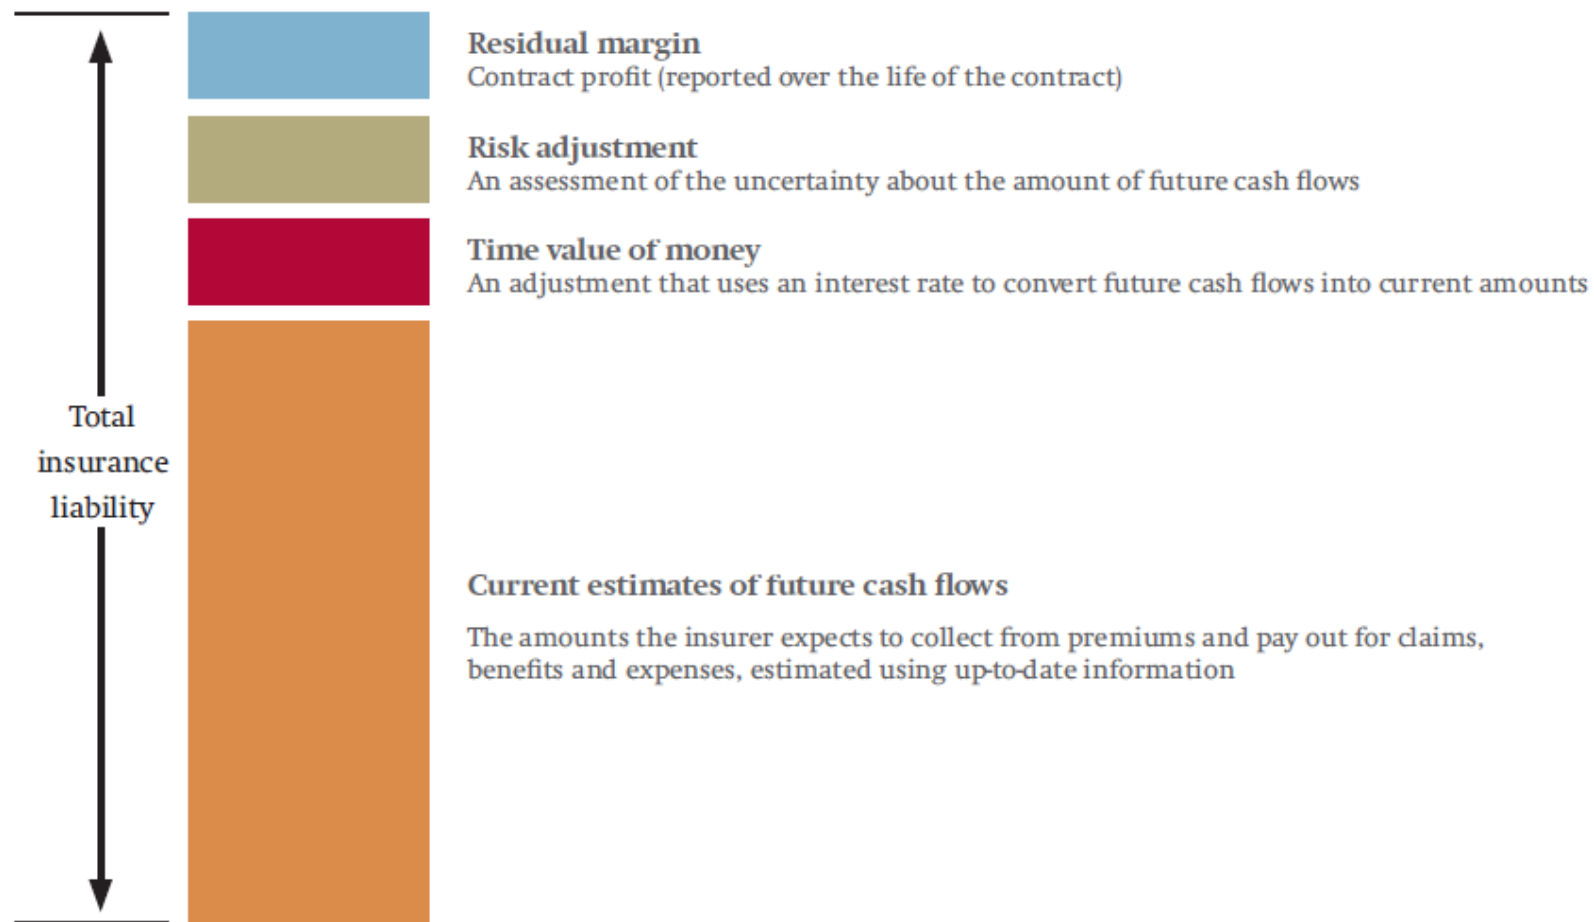 Residual margin
Contract profit (reported over the life of the contract)
Risk adjustment
An assessment of the uncertainty about the amount of future cash flows
Time value of money
An adjustment that uses an interest rate to convert future cash flows into current amounts
Total
insurance
liability
Current estimates of future cash flows
The amounts the insurer expects to collect from premiums and pay out for claims,
benefits and expenses, estimated using up-to-date information